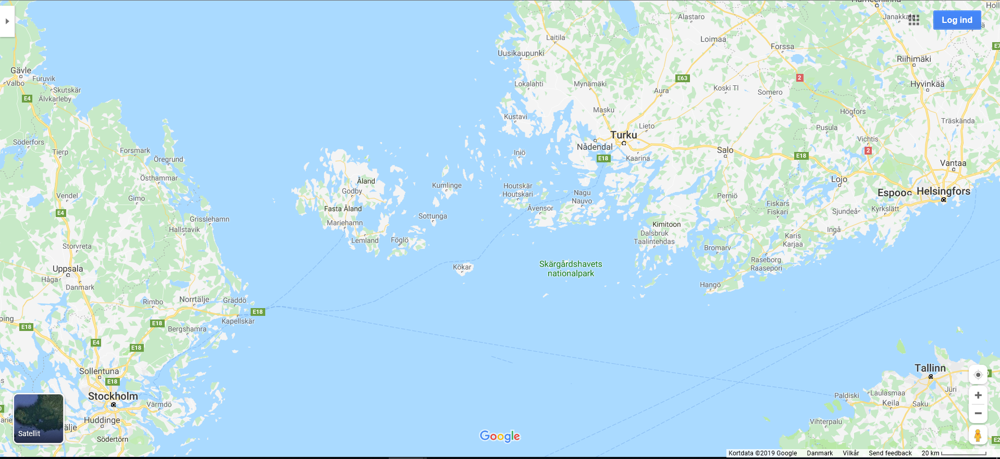 Holl
Alastaro
Janakka
Log ind
Laitila
Loimaa
Forssa
E7
Uusikaupunki
Riihimäki
Gävle
Furuvik
Valbo
E63
2
Lokalahti
Mynämäki
Koski Tl
Hyvinkää
Skutskär
Aura
Somero
E4
Älvkarleby
Masku
Högfors
Kustavi
Träskända
Lieto
Pusula
Turku
Söderfors
Vichtis
Nådendal
Tierp
Forsmark
Iniö
Salo
2
Öregrund
E18
Kaarina
E18
Vantaa
Östhammar
Åland
Lojo
Kumlinge
Houtskär
Houtskari
Godby
Espoo
Helsingfors
Vendel
Gimo
Nagu
Nauvo
Perniö
Fasta Åland
Åvensor
Fiskars
Fiskari
Sjundeå
Kyrkslätt
E4
Grisslehamn
Sottunga
Mariehamn
Kimitoon
Hallstavik
Ingå
Lemland
Föglö
Dalsbruk
Taalintehdas
Karis
Karjaa
Storvreta
Bromarv
Raseborg
Raasepori
Skärgårdshavets
nationalpark
Kökar
Uppsala
Håga
Danmark
Hangö
Rimbo
Norrtälje
Gräddö
E18
ping
Kapellskär
E18
E18
Bergshamra
E4
E18
Sollentuna
Tallinn
E18
Jüri
Stockholm
Paldiski
Laulasmaa
Keila
Saku
Värmdö
Huddinge
Vihterpalu
älje
Satellit
Södertörn
Google
E2
Kortdata ©2019 Google Danmark Vilkår Send feedback 20 km